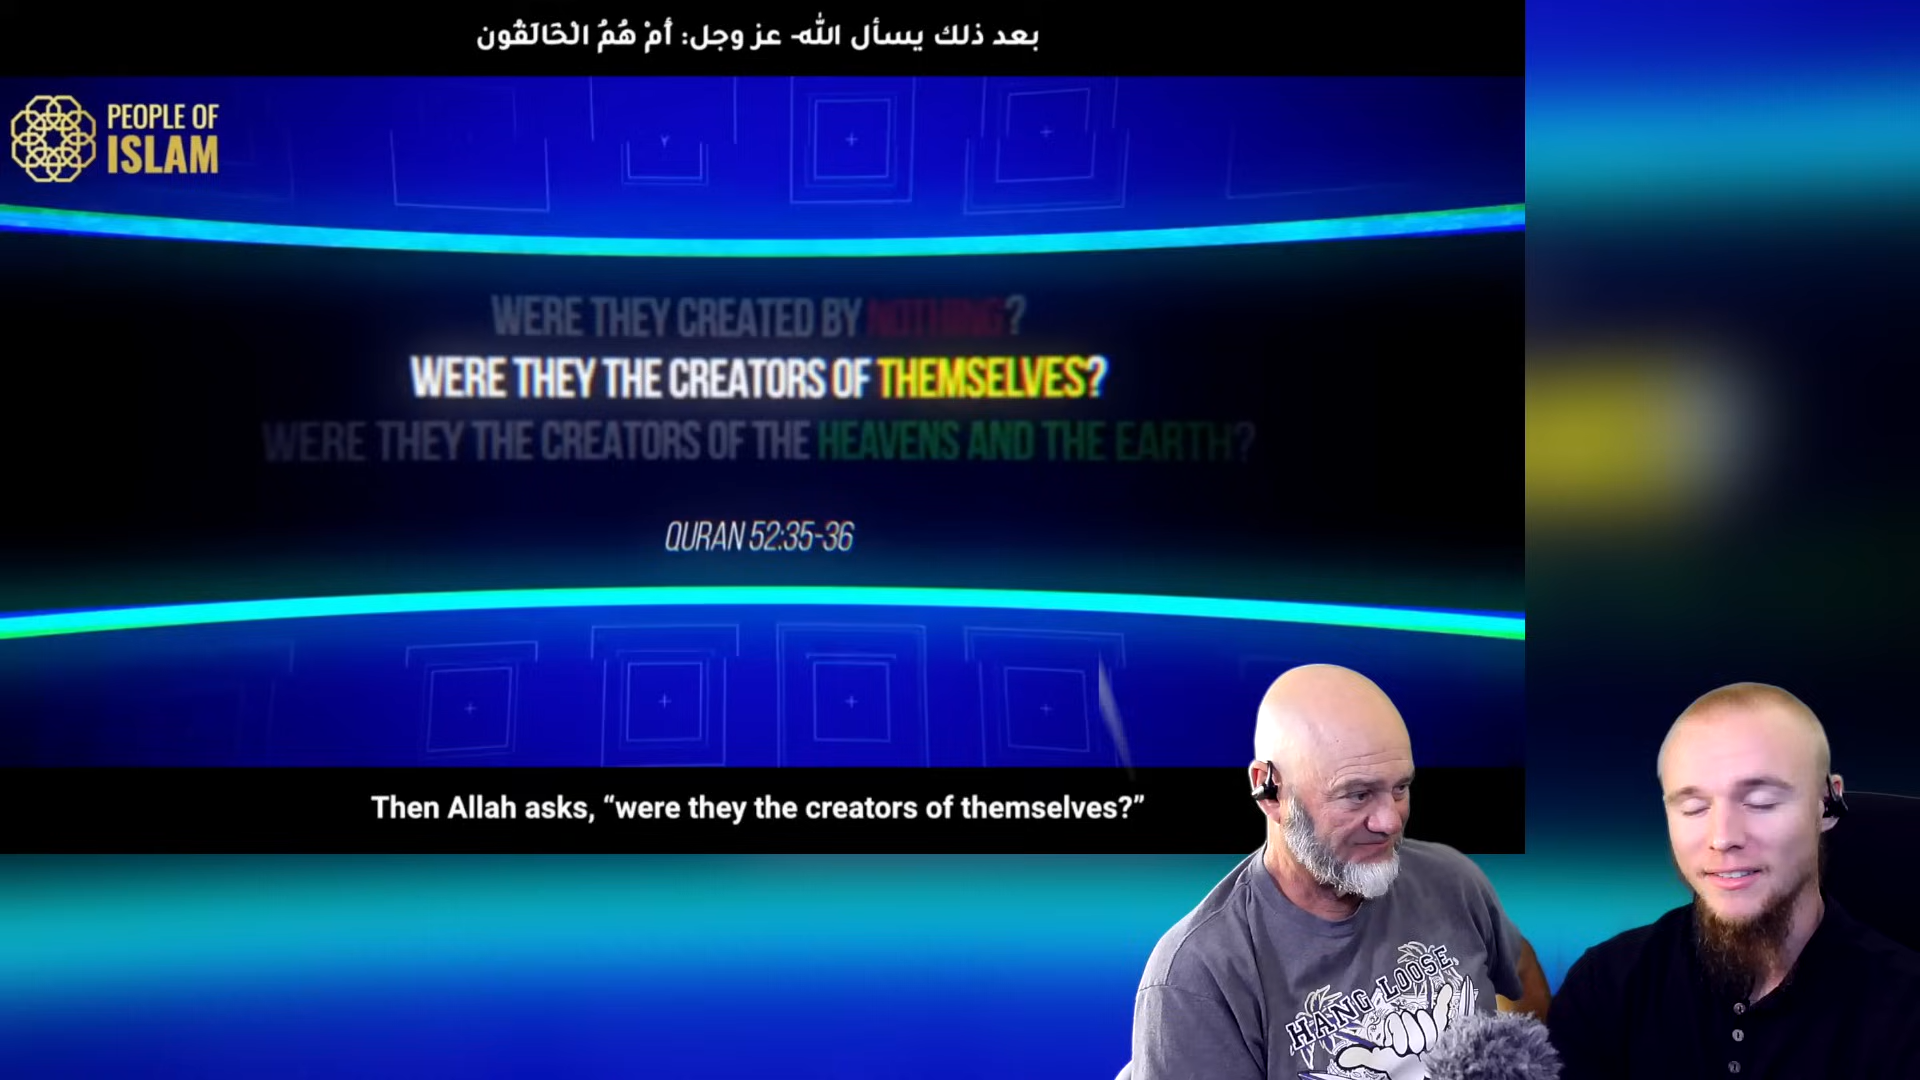 بعد ذلك يسأل الله- عز وجل: أَمْ هُمُ الْخَالِقُون
PEOPLE OF
ISLAM
WERE THEY CREATED BY NOTHING?
WERE THEY THE CREATORS OF THEMSELVES?
WERE THEY THE CREATORS OF THE HEAVENS AND THE EARTH?
QURAN 52:35-36
Then Allah asks, “were they the creators of themselves?”
HANG LOOSE